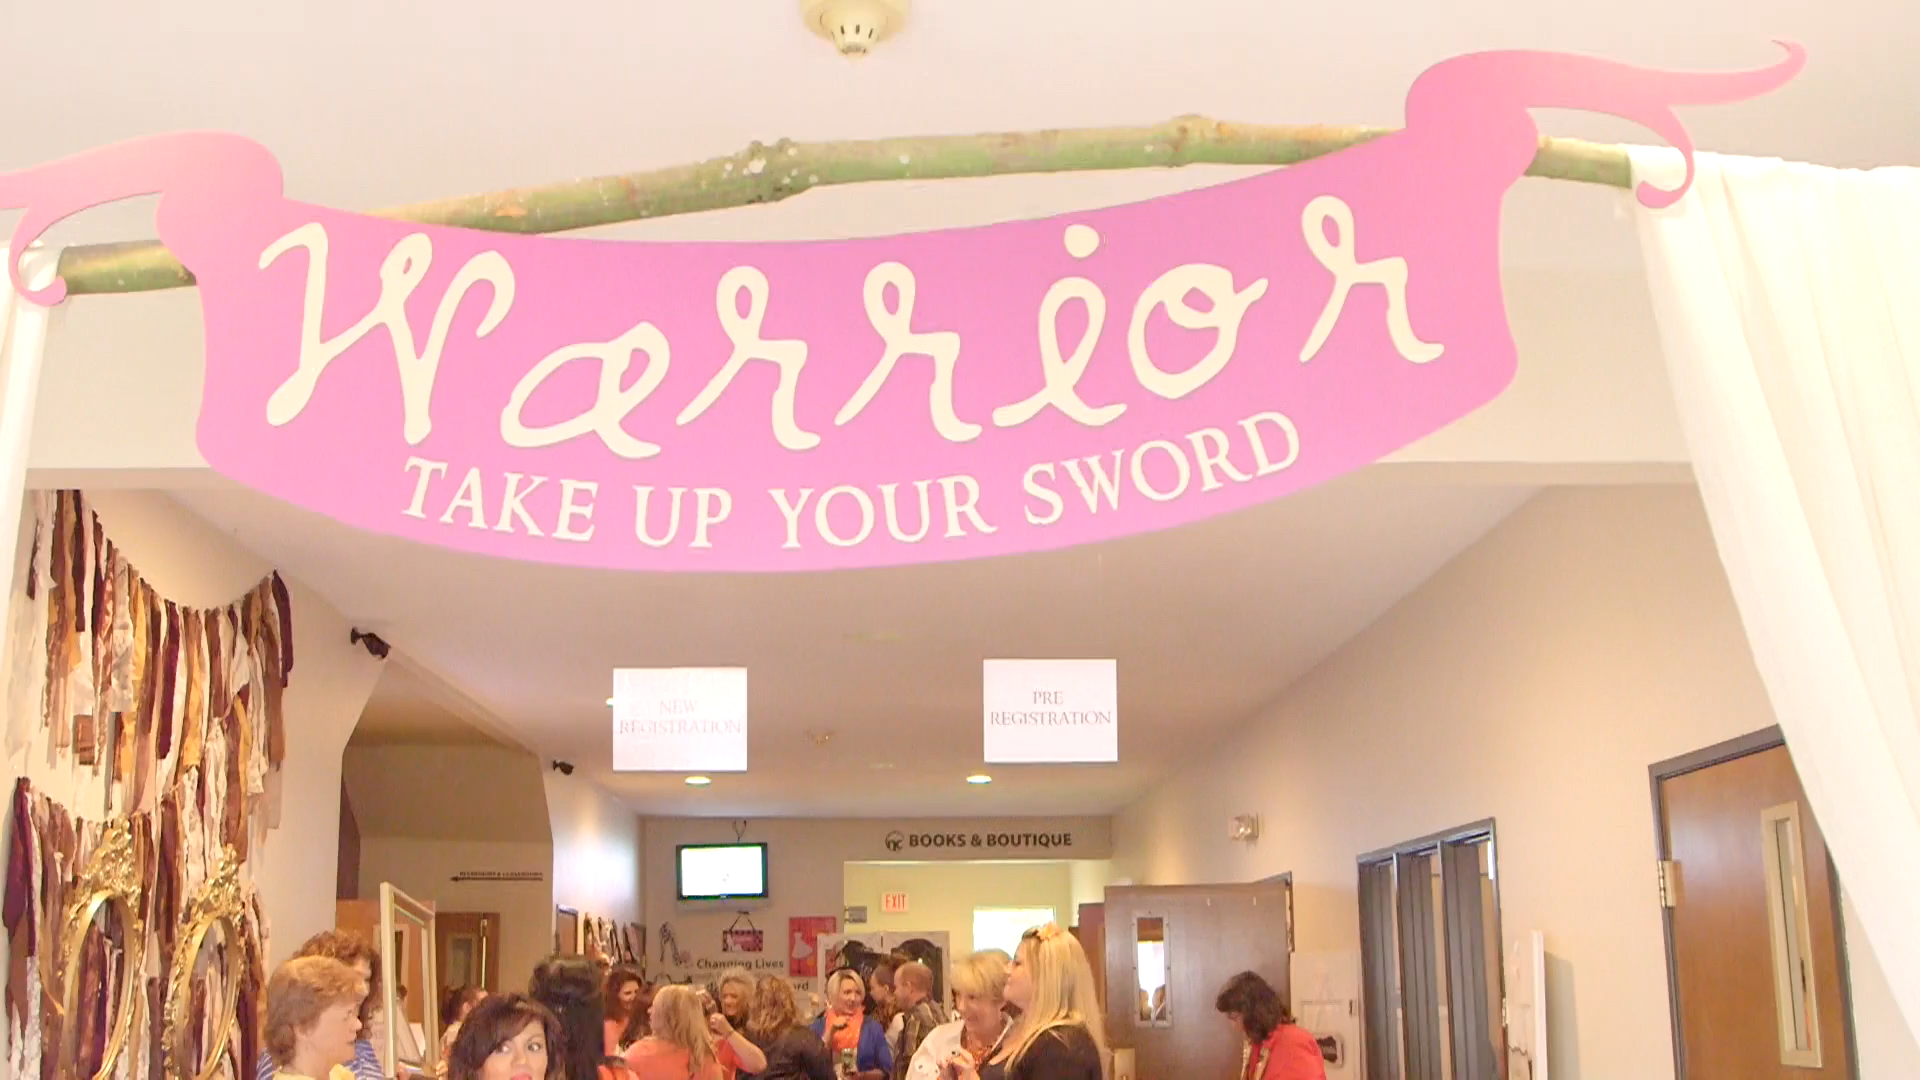 Warrior
TAKE UP YOUR SWORD
NEW
REGISTRATION
PRE
REGISTRATION
BOOKS & BOUTIQUE
EXIT
Changing Lives